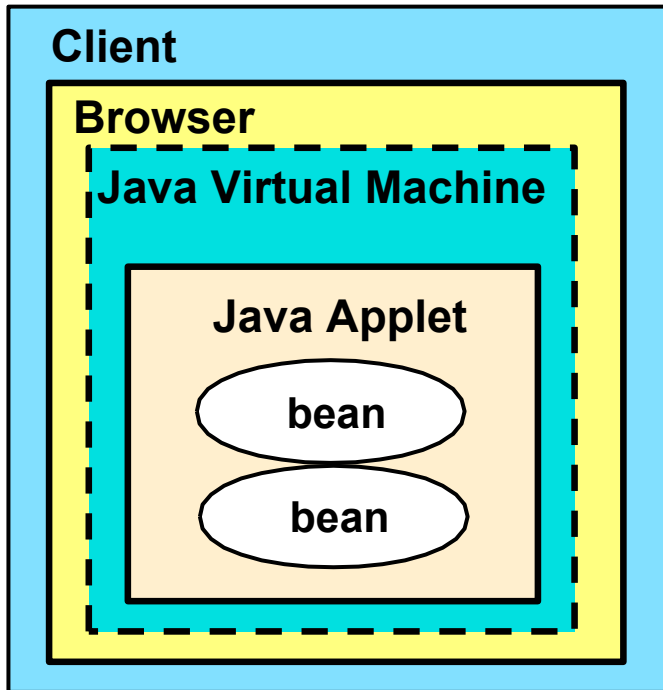 Client
Browser
Java Virtual Machine
Java Applet
bean
bean